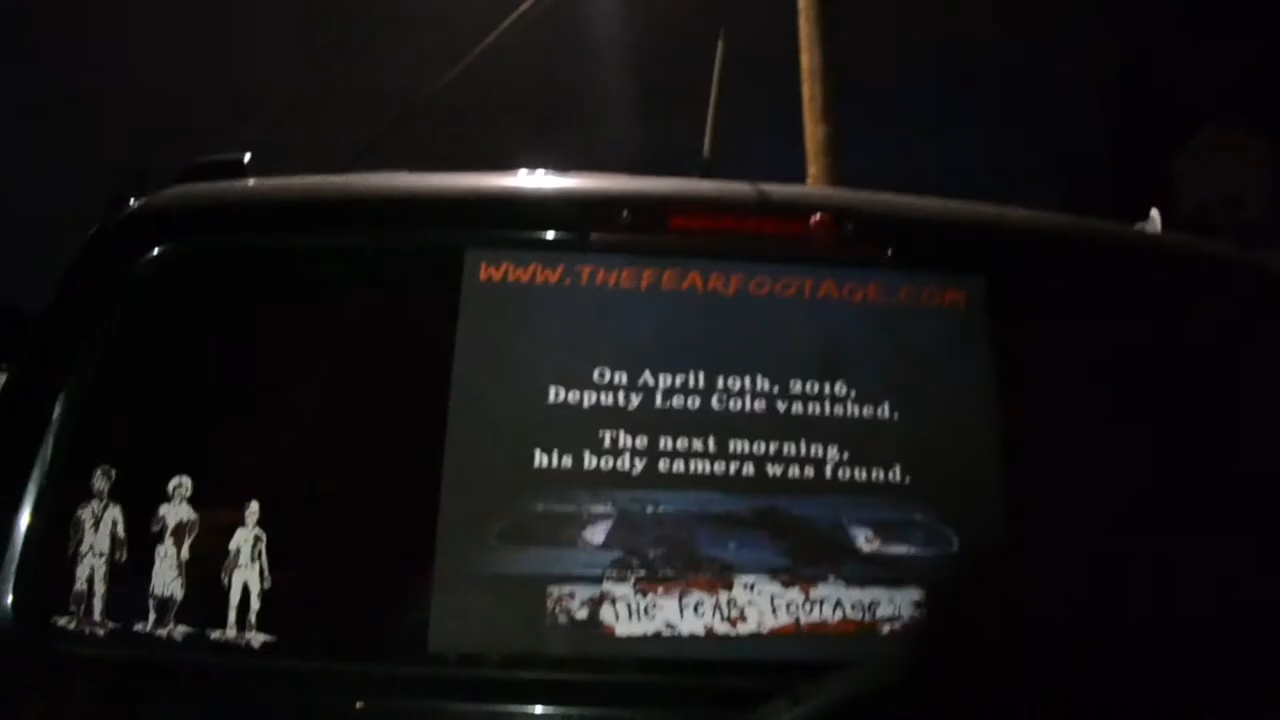 WWW.THEFEARFOOTAGE.COM
On April 19th, 2016,
Deputy Leo Cole vanished.
The next morning,
his body camera was found.
THE FEAR FOOTAGE